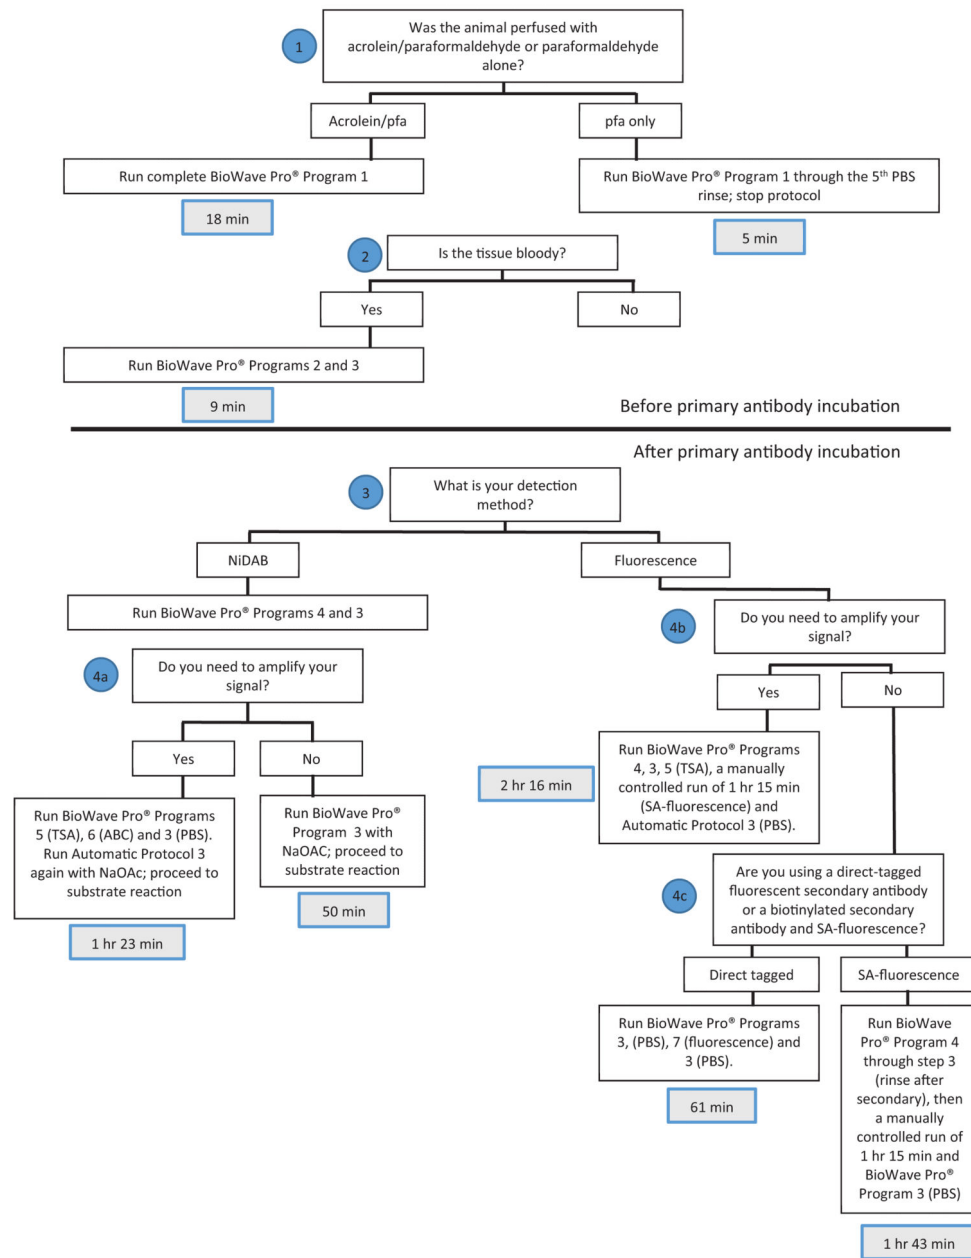 1
Was the animal perfused with
acrolein/paraformaldehyde or paraformaldehyde
alone?
Acrolein/pfa
pfa only
Run complete BioWave Pro® Program 1
Run BioWave Pro® Program 1 through the 5th PBS
rinse; stop protocol
18 min
5 min
2
Is the tissue bloody?
Yes
No
Run BioWave Pro® Programs 2 and 3
9 min
Before primary antibody incubation
After primary antibody incubation
3
What is your detection
method?
NiDAB
Fluorescence
Run BioWave Pro® Programs 4 and 3
4b
Do you need to amplify your
signal?
4a
Do you need to amplify your
signal?
Yes
No
Yes
No
2 hr 16 min
Run BioWave Pro® Programs
4, 3, 5 (TSA), a manually
controlled run of 1 hr 15 min
(SA-fluorescence) and
Automatic Protocol 3 (PBS).
Run BioWave Pro® Programs
5 (TSA), 6 (ABC) and 3 (PBS).
Run Automatic Protocol 3
again with NaOAc; proceed to
substrate reaction
Run BioWave Pro®
Program 3 with
NaOAC; proceed to
substrate reaction
1 hr 23 min
50 min
4c
Are you using a direct-tagged
fluorescent secondary antibody
or a biotinylated secondary
antibody and SA-fluorescence?
Direct tagged
SA-fluorescence
Run BioWave Pro® Programs
3, (PBS), 7 (fluorescence) and
3 (PBS).
61 min
Run BioWave
Pro® Program 4
through step 3
(rinse after
secondary), then
a manually
controlled run of
1 hr 15 min and
BioWave Pro®
Program 3 (PBS)
1 hr 43 min